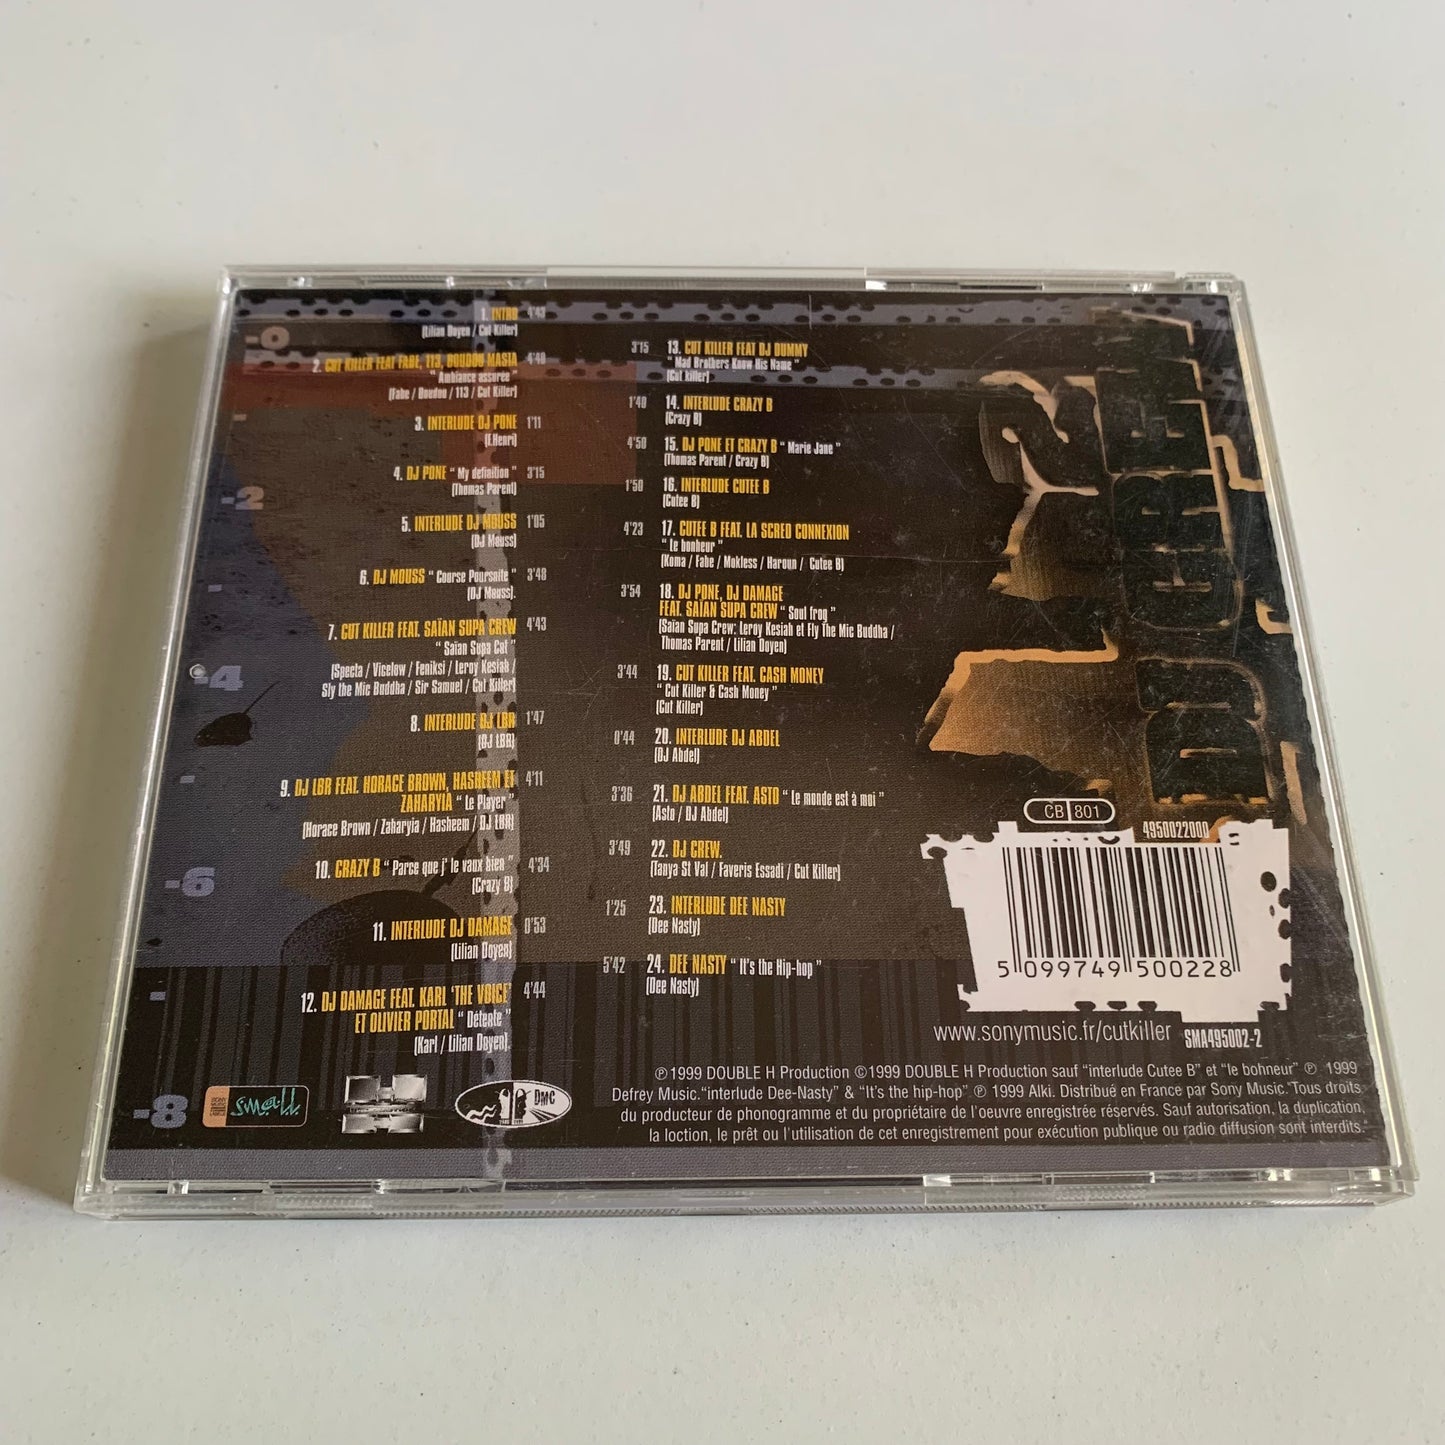 1. INTRO 4'43
(Lilian Doyen / Cut Killer)
2. CUT KILLER FEAT FABE, 113, DOUDOU MASTA 4'48
" Ambiance assurée "
(Fabe / Doudou / 113 / Cut Killer)
3. INTERLUDE DJ PONE 1'11
4. DJ PONE " My definition " 3'15
(Thomas Parent)
5. INTERLUDE DJ MOUSS 1'05
(DJ Mouss)
6. DJ MOUSS " Course Poursuite " 3'48
(DJ Mouss).
7. CUT KILLER FEAT. SAÏAN SUPA CREW 4'43
" Saïan Supa Cut "
(Specta / Vicelow / Feniksi / Leroy Kesiah /
Sly the Mic Buddha / Sir Samuel / Cut Killer)
8. INTERLUDE DJ LBR 1'47
(DJ LBR)
9. DJ LBR FEAT. HORACE BROWN, HASHEEM ET 4'11
ZAHARYIA " Le Player "
(Horace Brown / Zaharyia / Hasheem / DJ LBR)
10. CRAZY B " Parce que j' le vaux bien " 4'34
(Crazy B)
11. INTERLUDE DJ DAMAGE 0'53
(Lilian Doyen)
12. DJ DAMAGE FEAT. KARL 'THE VOICE' 4'44
ET OLIVIER PORTAL " Détente "
(Karl / Lilian Doyen).
3'15 13. CUT KILLER FEAT DJ DUMMY
" Mad Brothers Know His Name "
(Cut killer)
1'40 14. INTERLUDE CRAZY B
(Crazy B)
4'50 15. DJ PONE ET CRAZY B " Marie Jane "
(Thomas Parent / Crazy B)
1'50 16. INTERLUDE CUTEE B
(Cutee B)
4'23 17. CUTEE B FEAT. LA SCRED CONNEXION
" Le bonheur "
(Koma / Fabe / Mokless / Haroun / Cutee B)
3'54 18. DJ PONE, DJ DAMAGE
FEAT. SAÏAN SUPA CREW " Soul frog "
(Saïan Supa Crew: Leroy Kesiah et Fly The Mic Buddha /
Thomas Parent / Lilian Doyen)
3'44 19. CUT KILLER FEAT. CASH MONEY
" Cut Killer & Cash Money "
(Cut Killer)
0'44 20. INTERLUDE DJ ABDEL
(DJ Abdel)
3'36 21. DJ ABDEL FEAT. ASTO " Le monde est à moi "
(Asto / DJ Abdel)
3'49 22. DJ CREW.
(Tanya St Val / Faveris Essadi / Cut Killer)
1'25 23. INTERLUDE DEE NASTY
(Dee Nasty)
5'42 24. DEE NASTY " It's the Hip-hop "
(Dee Nasty)
-0
-2
-4
-6
-8
DJ CREW
CB 801
4950022000
5 099749 500228
www.sonymusic.fr/cutkiller SMA495002-2
℗1999 DOUBLE H Production ©1999 DOUBLE H Production sauf "interlude Cutee B" et "le bohneur" ℗ 1999
Defrey Music."interlude Dee-Nasty" & "It's the hip-hop" ℗ 1999 Alki. Distribué en France par Sony Music."Tous droits
du producteur de phonogramme et du propriétaire de l'oeuvre enregistrée réservés. Sauf autorisation, la duplication,
la loction, le prêt ou l'utilisation de cet enregistrement pour exécution publique ou radio diffusion sont interdits."
small
DMC